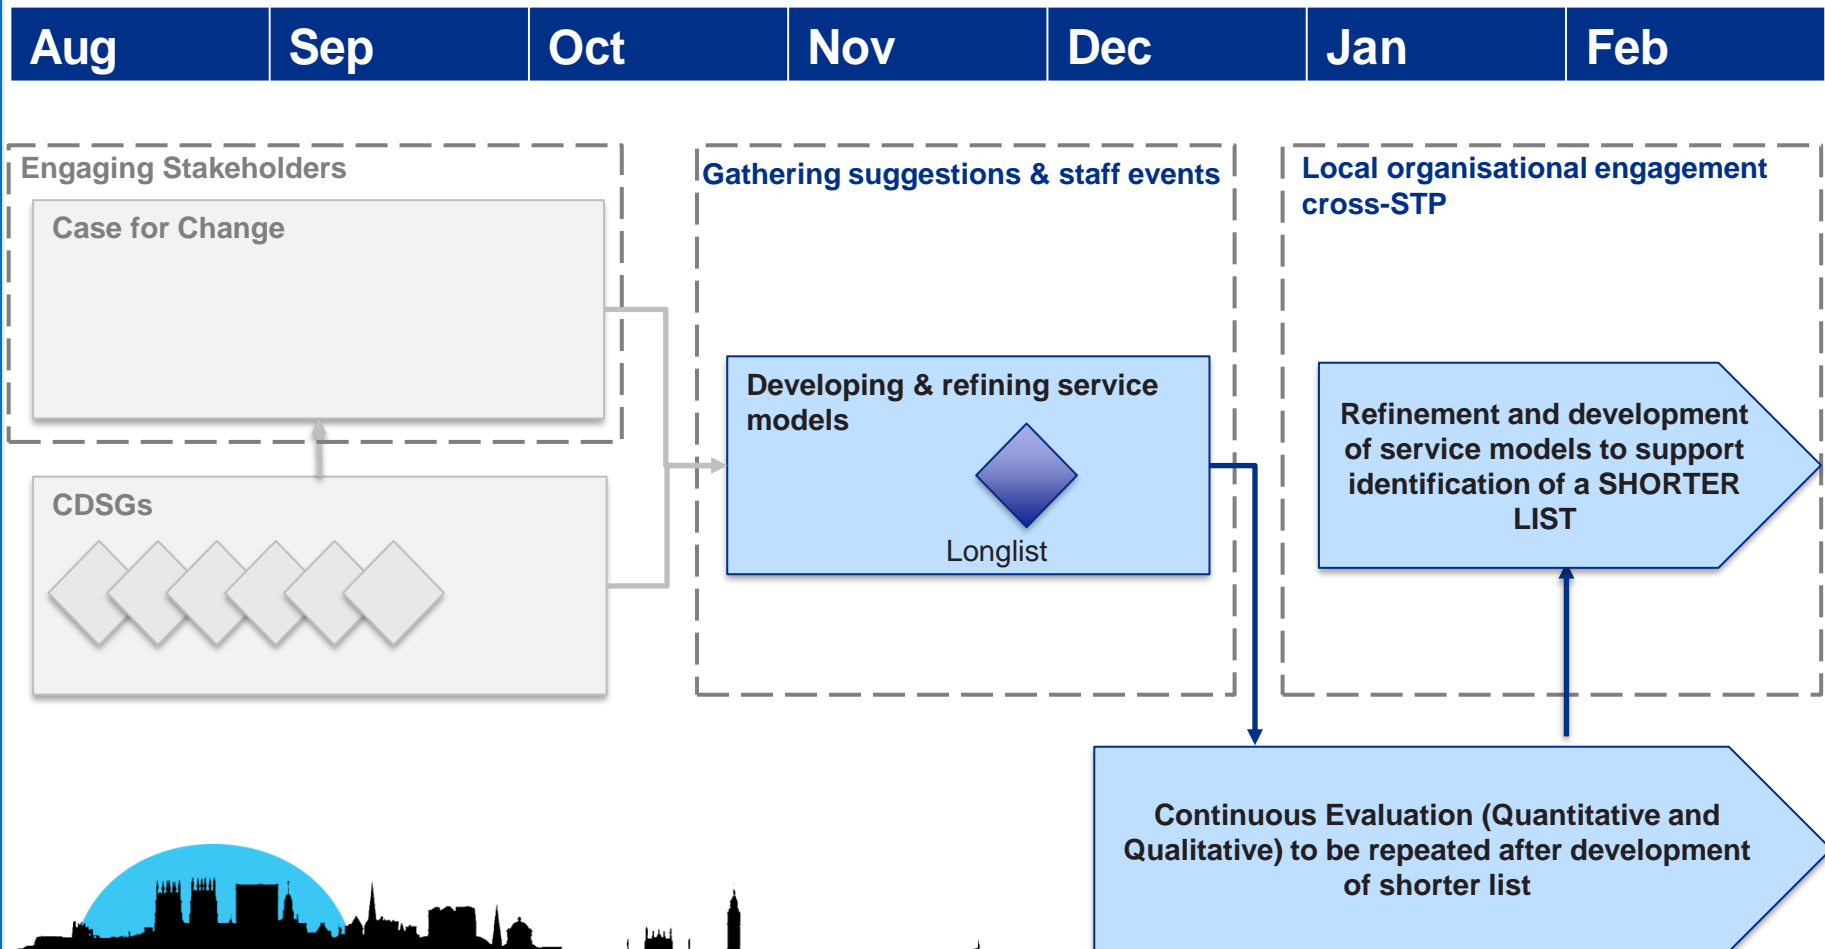 Aug
Sep
Oct
Nov
Dec
Jan
Feb
Engaging Stakeholders
Case for Change
CDSGs
Gathering suggestions & staff events
Developing & refining service
models
Longlist
Local organisational engagement
cross-STP
Refinement and development
of service models to support
identification of a SHORTER
LIST
Continuous Evaluation (Quantitative and
Qualitative) to be repeated after development
of shorter list